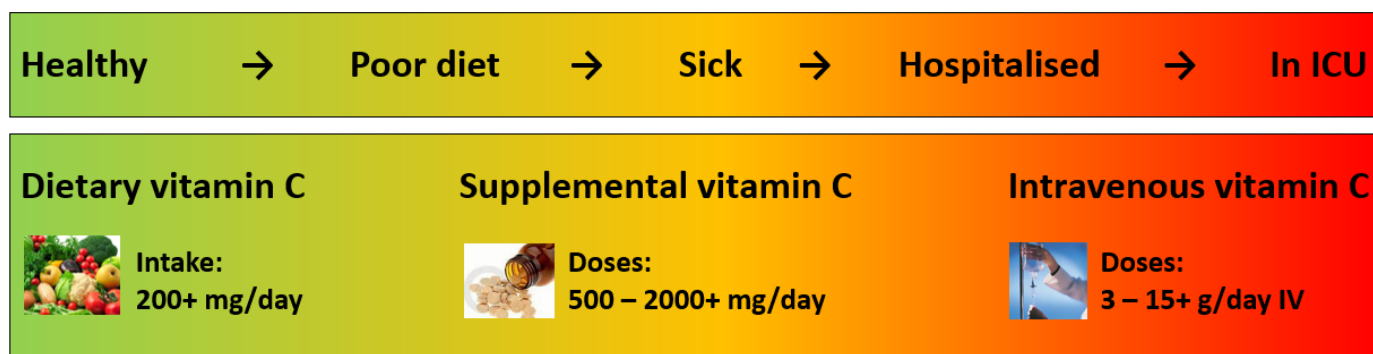 Healthy → Poor diet → Sick → Hospitalised → In ICU
Dietary vitamin C Supplemental vitamin C Intravenous vitamin C
Intake: Doses: Doses:
200+ mg/day 500 – 2000+ mg/day 3 – 15+ g/day IV